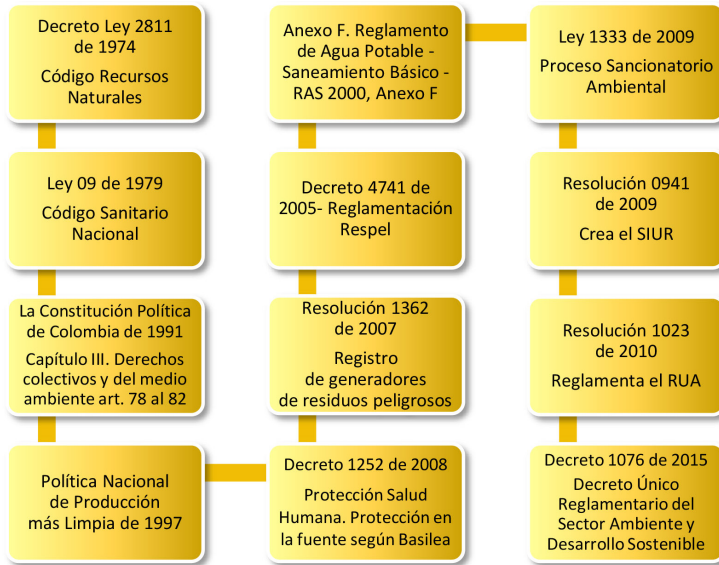 Decreto Ley 2811
de 1974
Código Recursos
Naturales
Ley 09 de 1979
Código Sanitario
Nacional
La Constitución Política
de Colombia de 1991
Capítulo III. Derechos
colectivos y del medio
ambiente art. 78 al 82
Política Nacional
de Producción
más Limpia de 1997
Decreto 1252 de 2008
Protección Salud
Humana. Protección en
la fuente según Basilea
Resolución 1362
de 2007
Registro
de generadores
de residuos peligrosos
Decreto 4741 de
2005- Reglamentación
Respel
Anexo F. Reglamento
de Agua Potable -
Saneamiento Básico -
RAS 2000, Anexo F
Ley 1333 de 2009
Proceso Sancionatorio
Ambiental
Resolución 0941
de 2009
Crea el SIUR
Resolución 1023
de 2010
Reglamenta el RUA
Decreto 1076 de 2015
Decreto Único
Reglamentario del
Sector Ambiente y
Desarrollo Sostenible